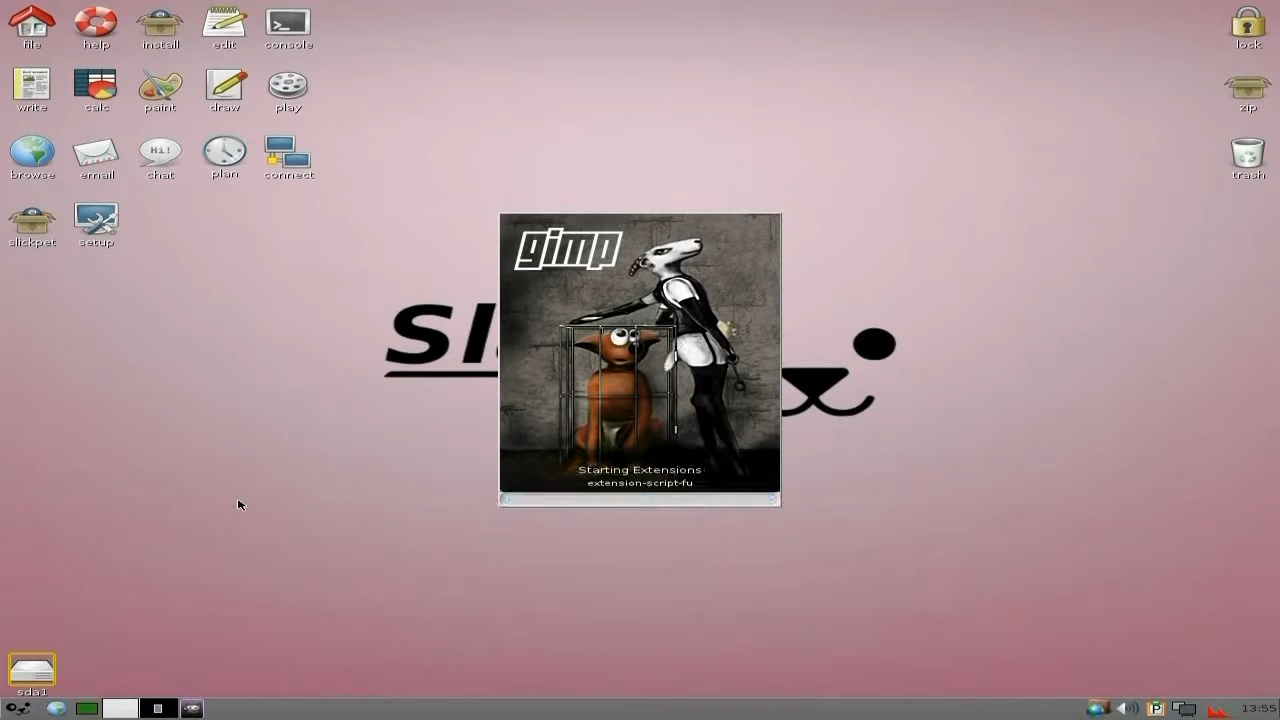 file help install edit console
write calc paint draw play
browse Hi! email chat plan connect
slickpet setup
lock
zip
trash
gimp
Sl
Starting Extensions
extension-script-fu
sda1
P
13:55